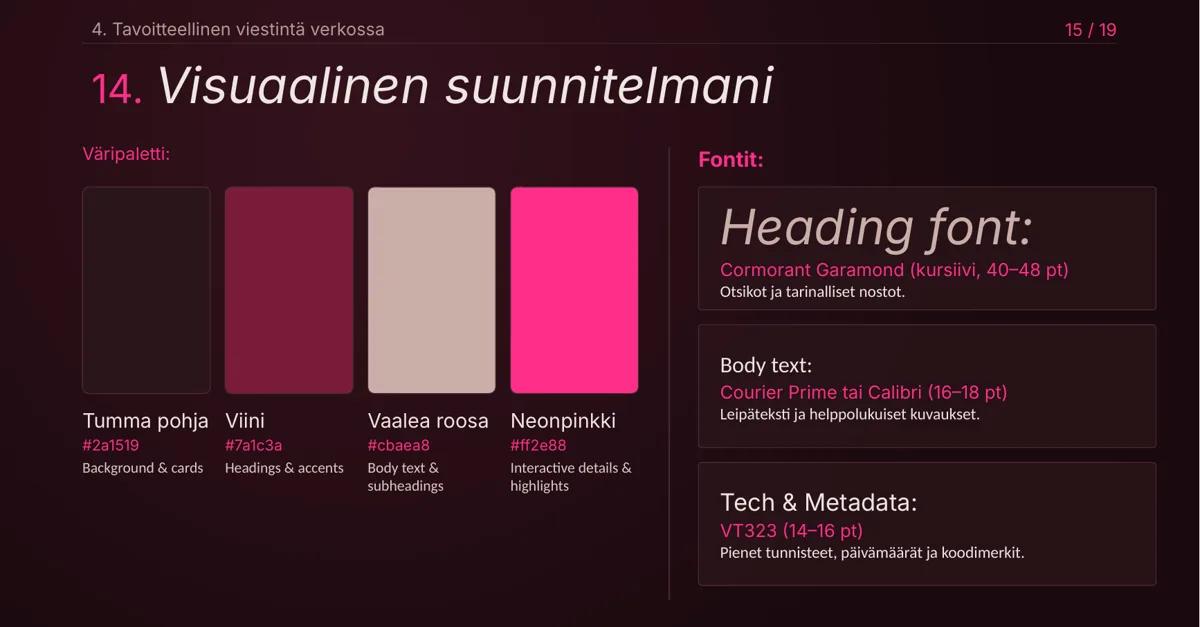 4. Tavoitteellinen viestintä verkossa
15 / 19
14. Visuaalinen suunnitelmani
Väripaletti:
Tumma pohja
#2a1519
Background & cards
Viini
#7a1c3a
Headings & accents
Vaalea roosa
#cbaea8
Body text &
subheadings
Neonpinkki
#ff2e88
Interactive details &
highlights
Fontit:
Heading font:
Cormorant Garamond (kursiivi, 40–48 pt)
Otsikot ja tarinalliset nostot.
Body text:
Courier Prime tai Calibri (16–18 pt)
Leipäteksti ja helppolukuiset kuvaukset.
Tech & Metadata:
VT323 (14–16 pt)
Pienet tunnisteet, päivämäärät ja koodimerkit.